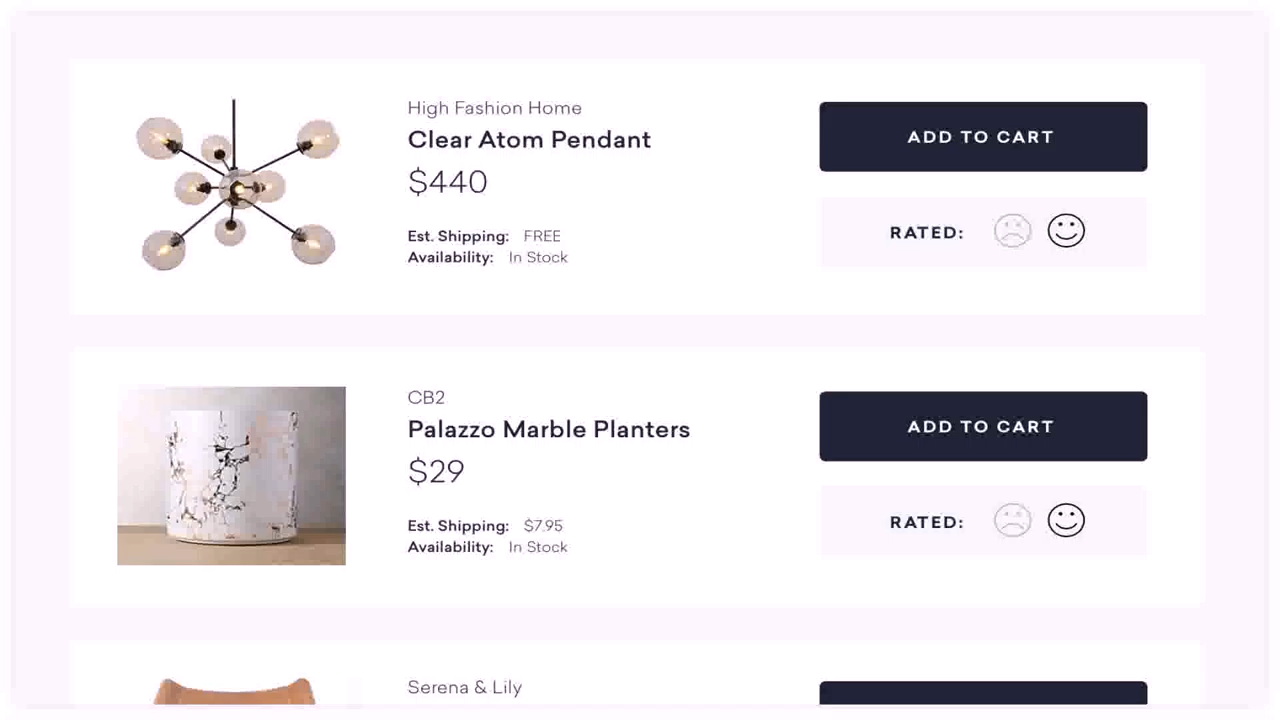 High Fashion Home
Clear Atom Pendant
$440
Est. Shipping: FREE
Availability: In Stock
ADD TO CART
RATED:
CB2
Palazzo Marble Planters
$29
Est. Shipping: $7.95
Availability: In Stock
ADD TO CART
RATED:
Serena & Lily